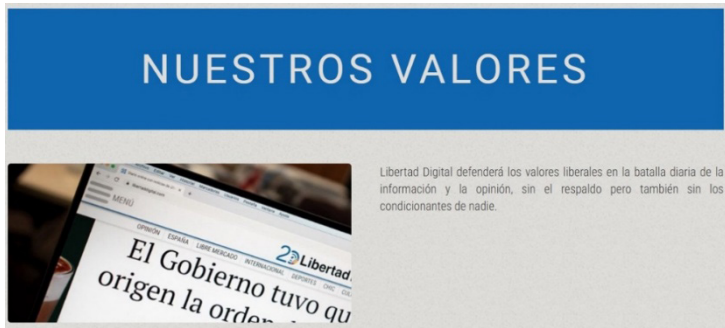 NUESTROS VALORES
Libertad Digital defenderá los valores liberales en la batalla diaria de la
información y la opinión, sin el respaldo pero también sin los
condicionantes de nadie.
MENÚ
OPINIÓN ESPAÑA LIBRE MERCADO INTERNACIONAL DEPORTES CHIC
Libertad
El Gobierno tuvo qu
origen la orden